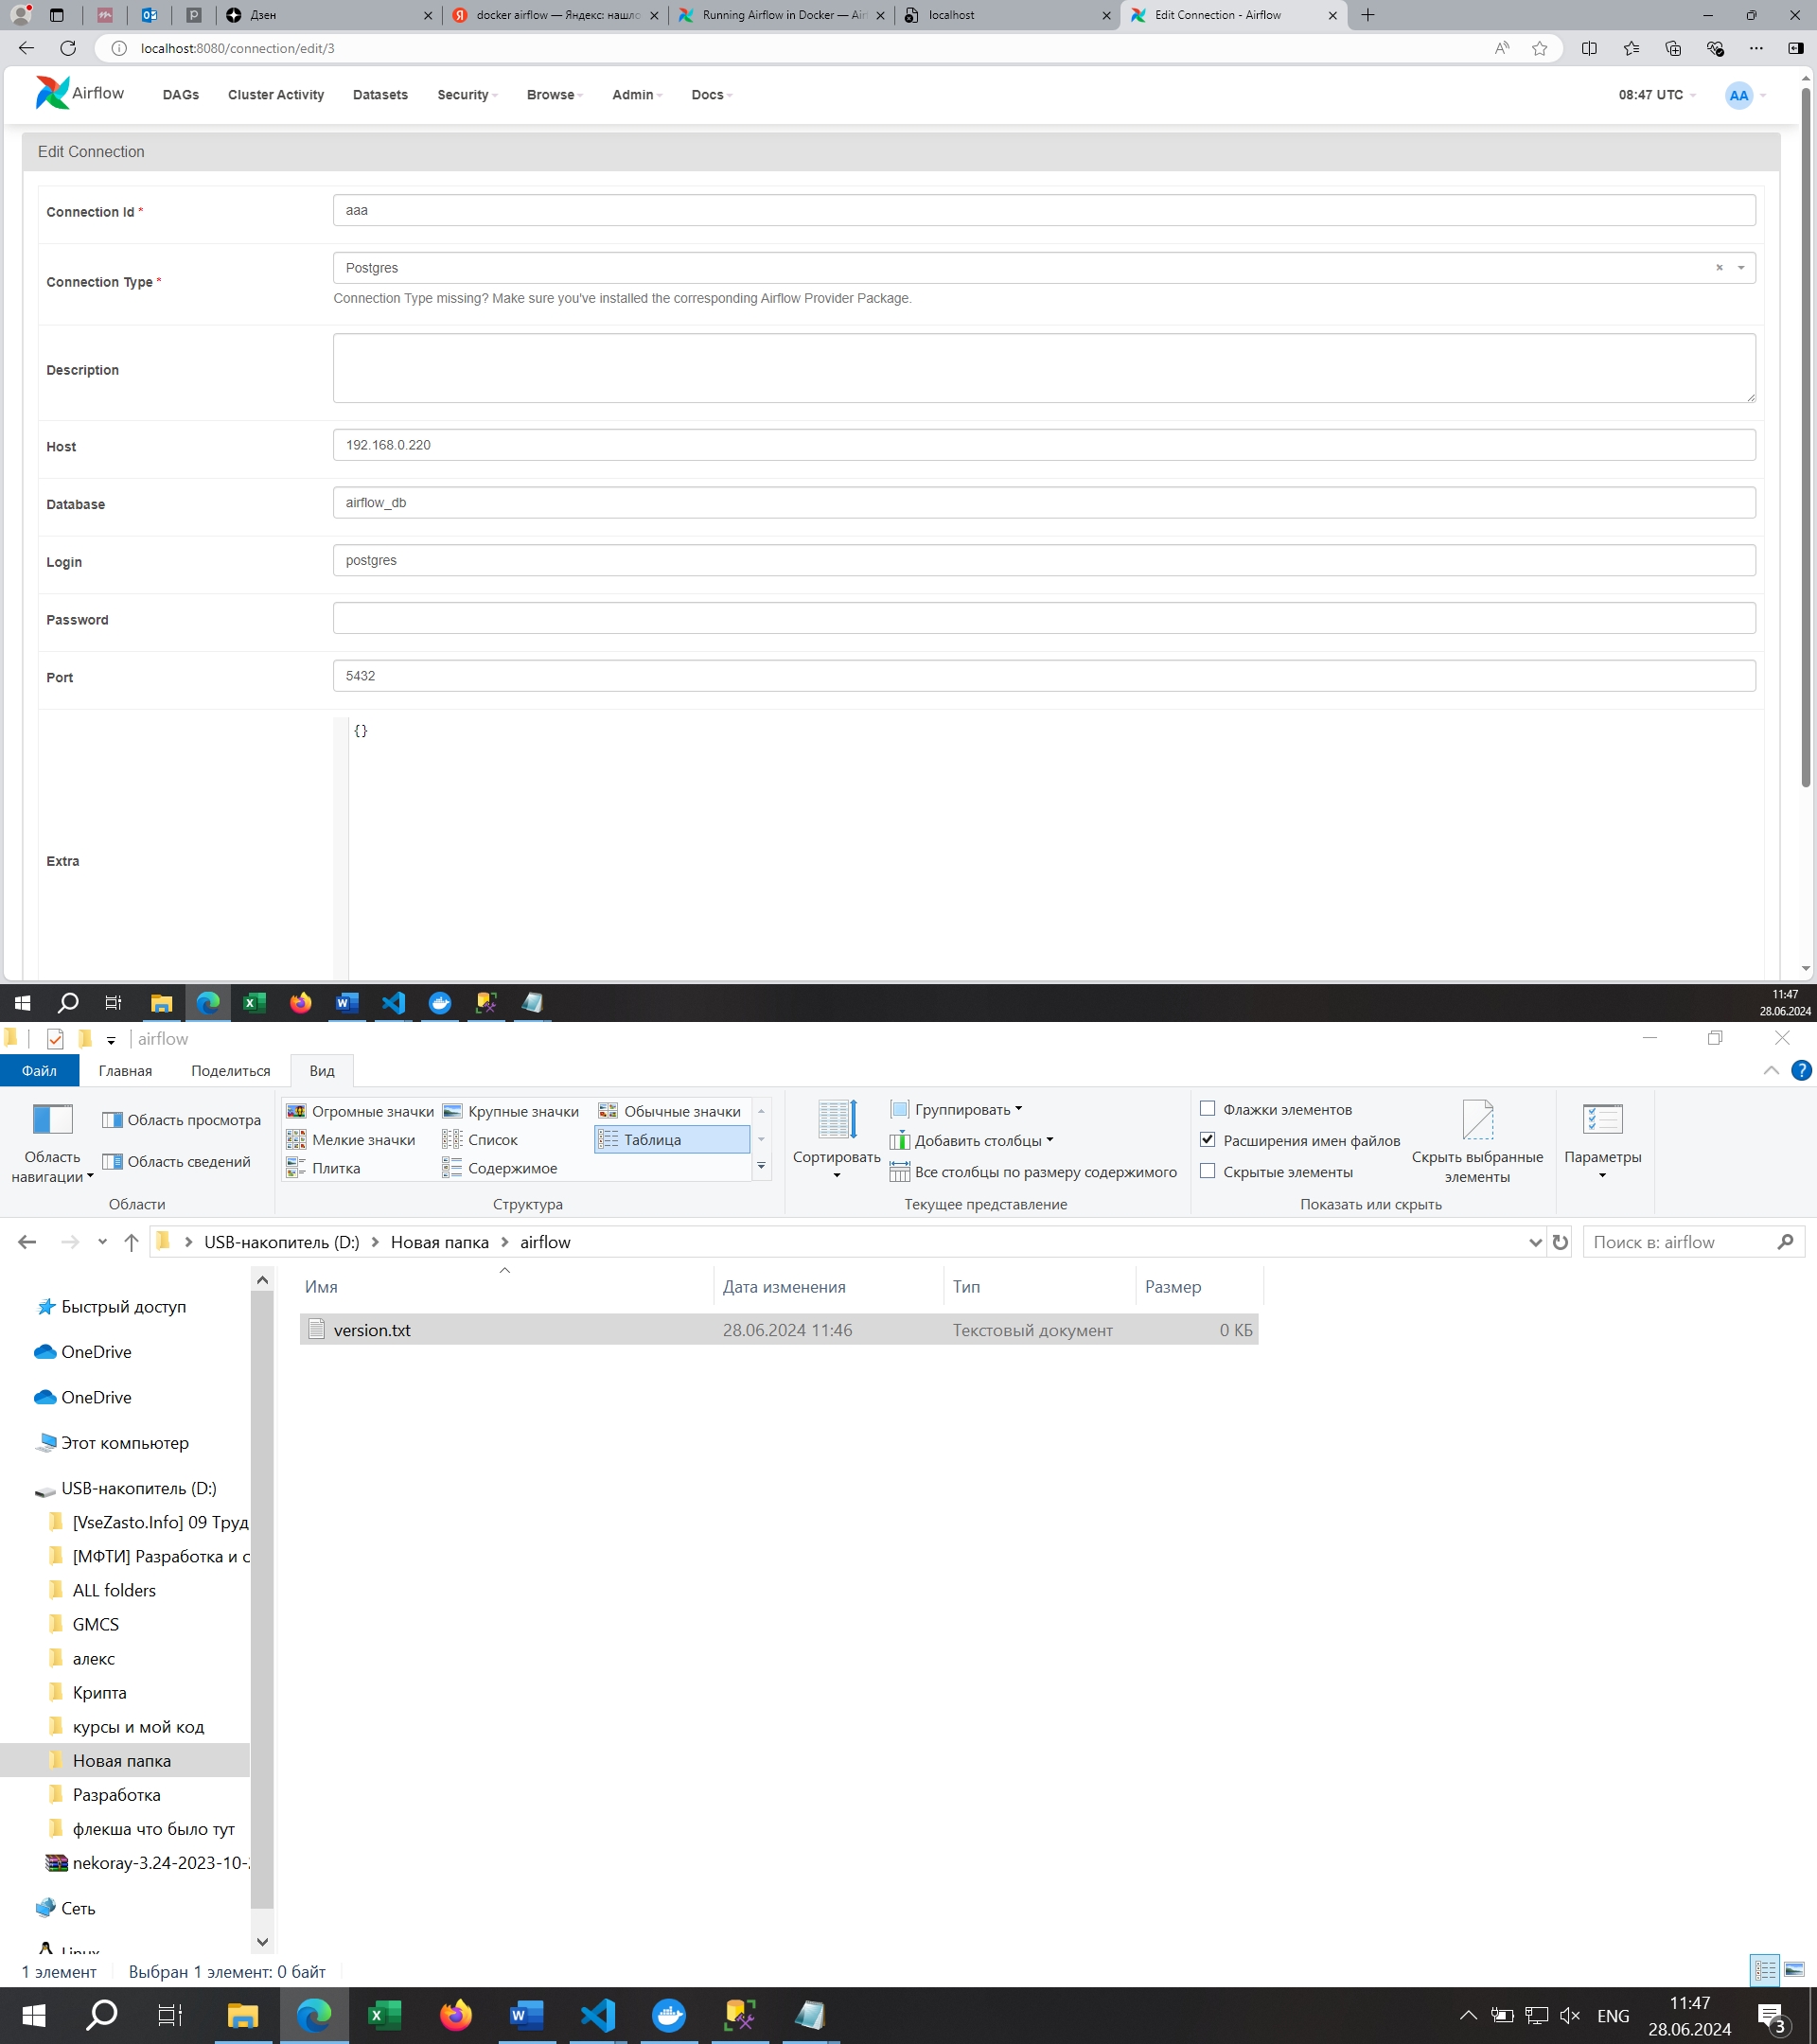 Дзен
docker airflow — Яндекс: нашло
Running Airflow in Docker — Air
localhost
Edit Connection - Airflow
localhost:8080/connection/edit/3
Airflow
DAGs
Cluster Activity
Datasets
Security
Browse
Admin
Docs
08:47 UTC
AA
Edit Connection
Connection Id *
aaa
Connection Type *
Postgres
Connection Type missing? Make sure you've installed the corresponding Airflow Provider Package.
Description
Host
192.168.0.220
Database
airflow_db
Login
postgres
Password
Port
5432
Extra
{}
11:47
28.06.2024
airflow
Файл
Главная
Поделиться
Вид
Область навигации
Область просмотра
Область сведений
Области
Огромные значки
Крупные значки
Обычные значки
Мелкие значки
Список
Таблица
Плитка
Содержимое
Структура
Сортировать
Группировать
Добавить столбцы
Все столбцы по размеру содержимого
Текущее представление
Флажки элементов
Расширения имен файлов
Скрытые элементы
Скрыть выбранные элементы
Показать или скрыть
Параметры
USB-накопитель (D:) > Новая папка > airflow
Поиск в: airflow
Имя
Дата изменения
Тип
Размер
version.txt
28.06.2024 11:46
Текстовый документ
0 КБ
Быстрый доступ
OneDrive
OneDrive
Этот компьютер
USB-накопитель (D:)
[VseZasto.Info] 09 Труд
[МФТИ] Разработка и с
ALL folders
GMCS
алекс
Крипта
курсы и мой код
Новая папка
Разработка
флекша что было тут
nekoray-3.24-2023-10-
Сеть
Linux
1 элемент
Выбран 1 элемент: 0 байт
ENG
11:47
28.06.2024
3